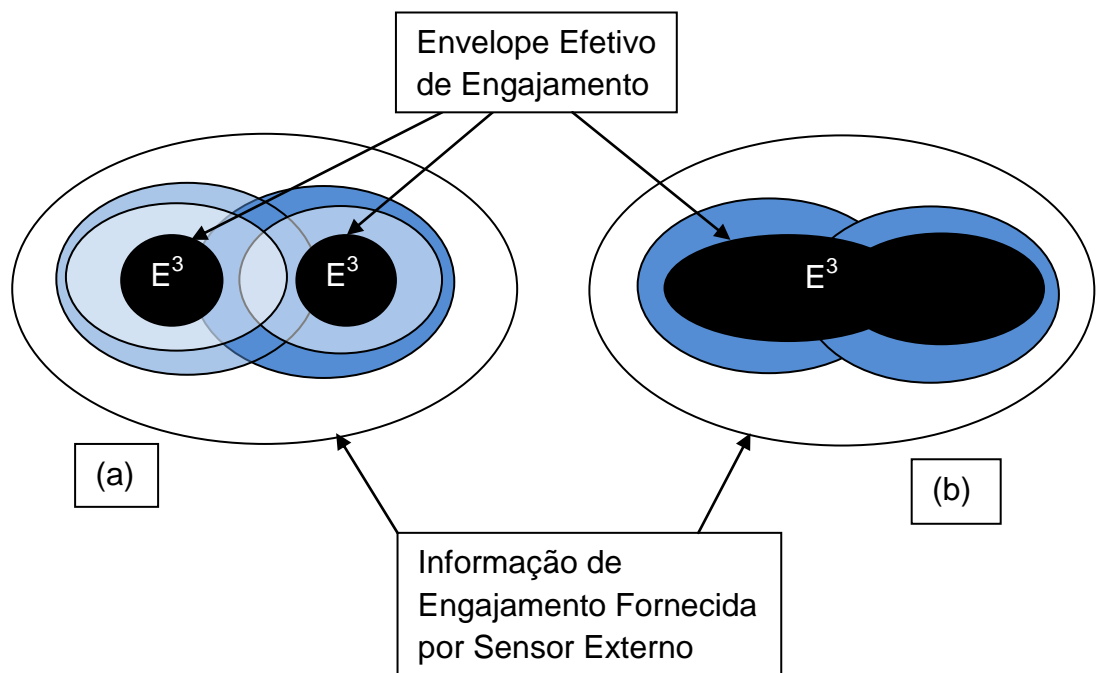 Envelope Efetivo
de Engajamento
E³ E³
E³
(a)
(b)
Informação de
Engajamento Fornecida
por Sensor Externo